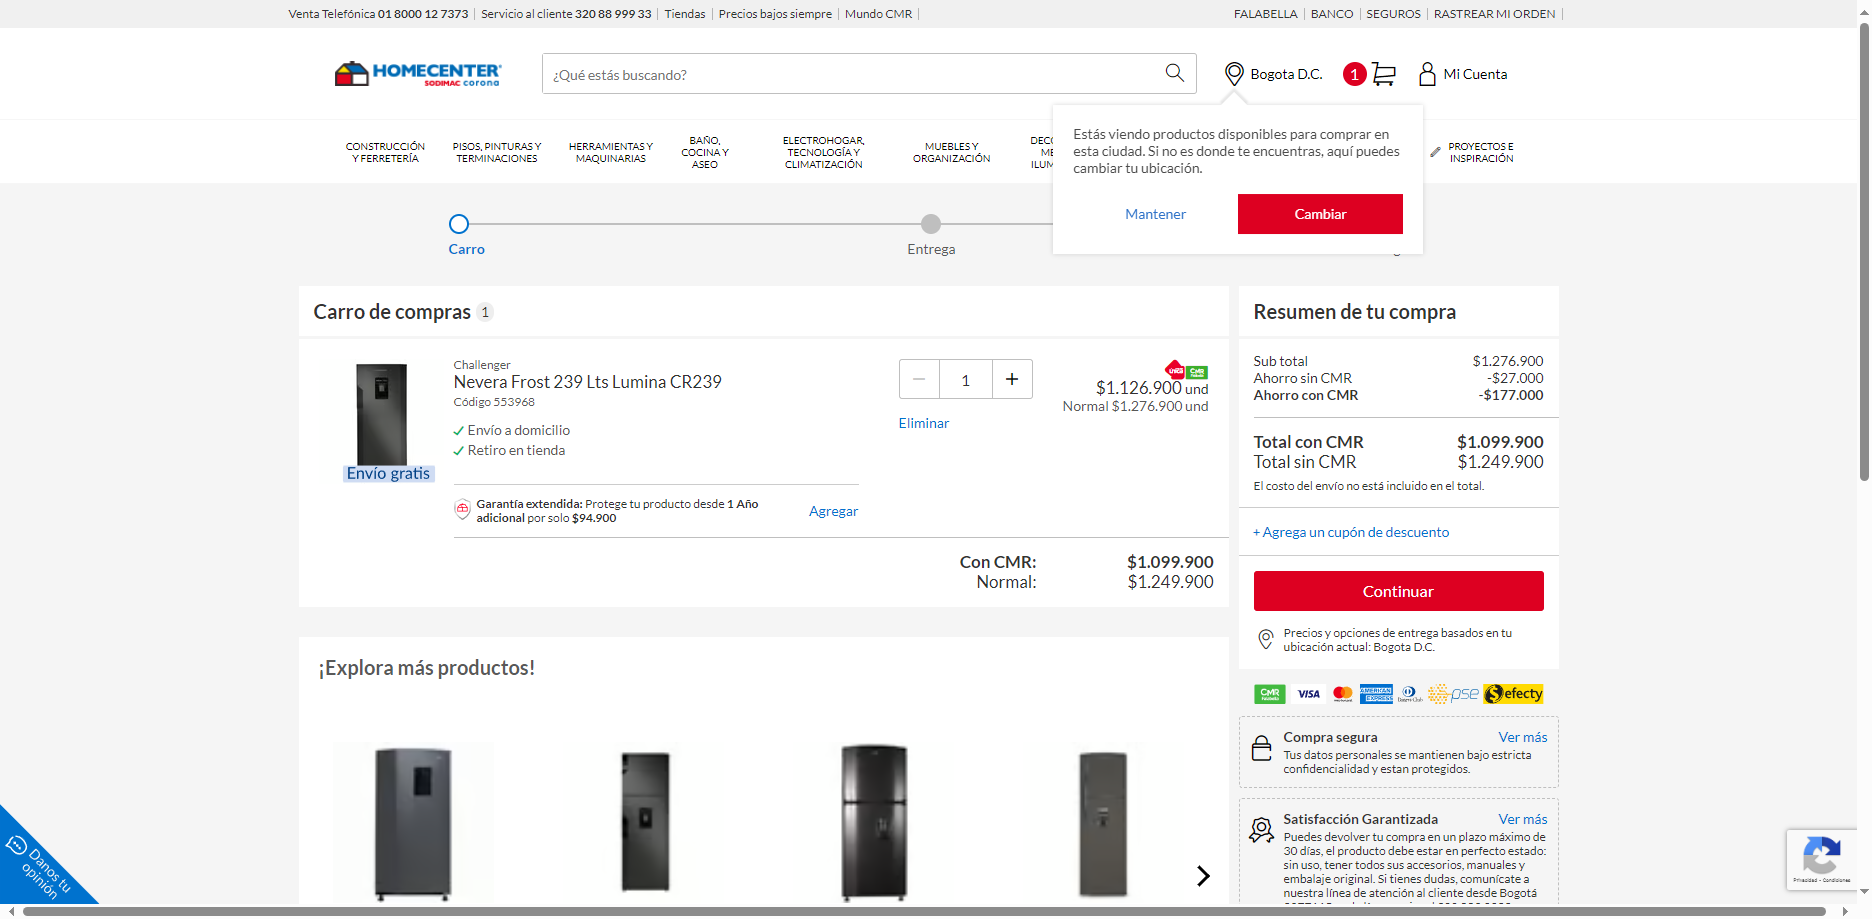 Venta Telefónica 01 8000 12 7373 | Servicio al cliente 320 88 999 33 | Tiendas | Precios bajos siempre | Mundo CMR |
FALABELLA | BANCO | SEGUROS | RASTREAR MI ORDEN |
HOMECENTER
SODIMAC corona
¿Qué estás buscando?
Bogota D.C.
1
Mi Cuenta
CONSTRUCCIÓN
Y FERRETERÍA
PISOS, PINTURAS Y
TERMINACIONES
HERRAMIENTAS Y
MAQUINARIAS
BAÑO,
COCINA Y
ASEO
ELECTROHOGAR,
TECNOLOGÍA Y
CLIMATIZACIÓN
MUEBLES Y
ORGANIZACIÓN
PROYECTOS E
INSPIRACIÓN
Estás viendo productos disponibles para comprar en
esta ciudad. Si no es donde te encuentras, aquí puedes
cambiar tu ubicación.
Mantener
Cambiar
Carro
Entrega
Carro de compras 1
Challenger
Nevera Frost 239 Lts Lumina CR239
Código 553968
Envío a domicilio
Retiro en tienda
Envío gratis
1
Eliminar
CMR
$1.126.900 und
Normal $1.276.900 und
Garantía extendida: Protege tu producto desde 1 Año
adicional por solo $94.900
Agregar
Con CMR: $1.099.900
Normal: $1.249.900
Resumen de tu compra
Sub total $1.276.900
Ahorro sin CMR -$27.000
Ahorro con CMR -$177.000
Total con CMR $1.099.900
Total sin CMR $1.249.900
El costo del envío no está incluido en el total.
+ Agrega un cupón de descuento
Continuar
Precios y opciones de entrega basados en tu
ubicación actual: Bogota D.C.
CMR VISA AMERICAN EXPRESS pse efecty
Compra segura Ver más
Tus datos personales se mantienen bajo estricta
confidencialidad y estan protegidos.
Satisfacción Garantizada Ver más
Puedes devolver tu compra en un plazo máximo de
30 días, el producto debe estar en perfecto estado:
sin uso, tener todos sus accesorios, manuales y
embalaje original. Si tienes dudas, comunícate a
nuestra línea de atención al cliente desde Bogotá
¡Explora más productos!
Danos tu
opinión
Privacidad - Condiciones